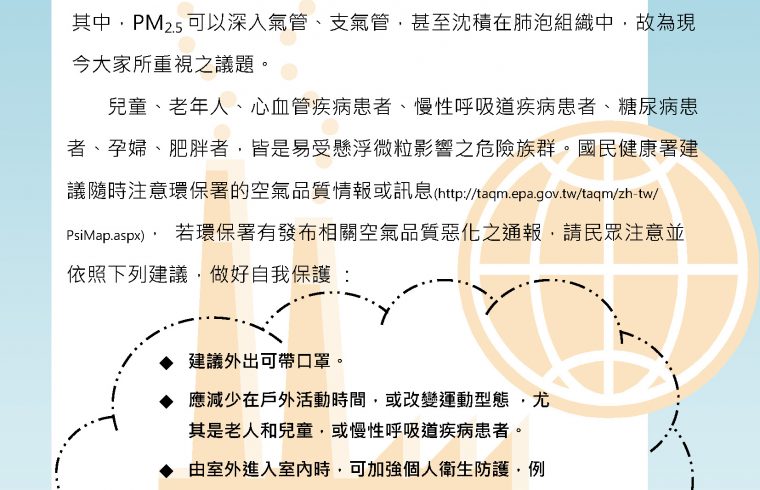 其中，PM2.5 可以深入氣管、支氣管，甚至沈積在肺泡組織中，故為現
今大家所重視之議題。
兒童、老年人、心血管疾病患者、慢性呼吸道疾病患者、糖尿病患
者、孕婦、肥胖者，皆是易受懸浮微粒影響之危險族群。國民健康署建
議隨時注意環保署的空氣品質情報或訊息(http://taqm.epa.gov.tw/taqm/zh-tw/
PsiMap.aspx)， 若環保署有發布相關空氣品質惡化之通報，請民眾注意並
依照下列建議，做好自我保護 ：
◆ 建議外出可帶口罩。
◆ 應減少在戶外活動時間，或改變運動型態 ，尤
其是老人和兒童，或慢性呼吸道疾病患者。
◆ 由室外進入室內時，可加強個人衛生防護，例